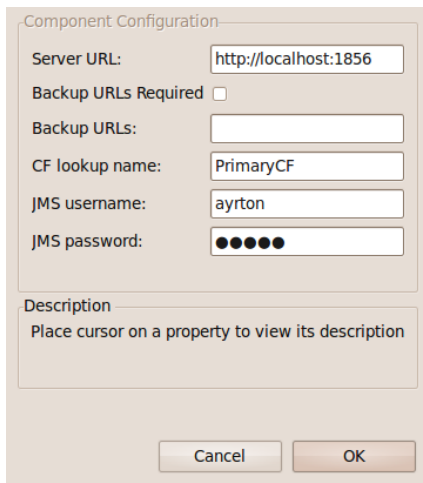 Component Configuration
Server URL: http://localhost:1856
Backup URLs Required
Backup URLs:
CF lookup name: PrimaryCF
JMS username: ayrton
JMS password: ●●●●●
Description
Place cursor on a property to view its description
Cancel OK